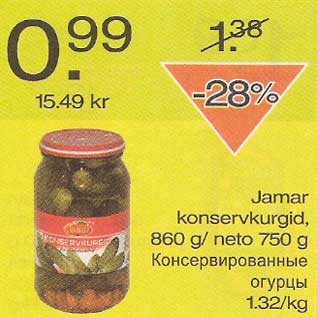 0.99
15.49 kr
1.38
-28%
KONSERVKURGID
Jamar
konservkurgid,
860 g/ neto 750 g
Консервированные
огурцы
1.32/kg